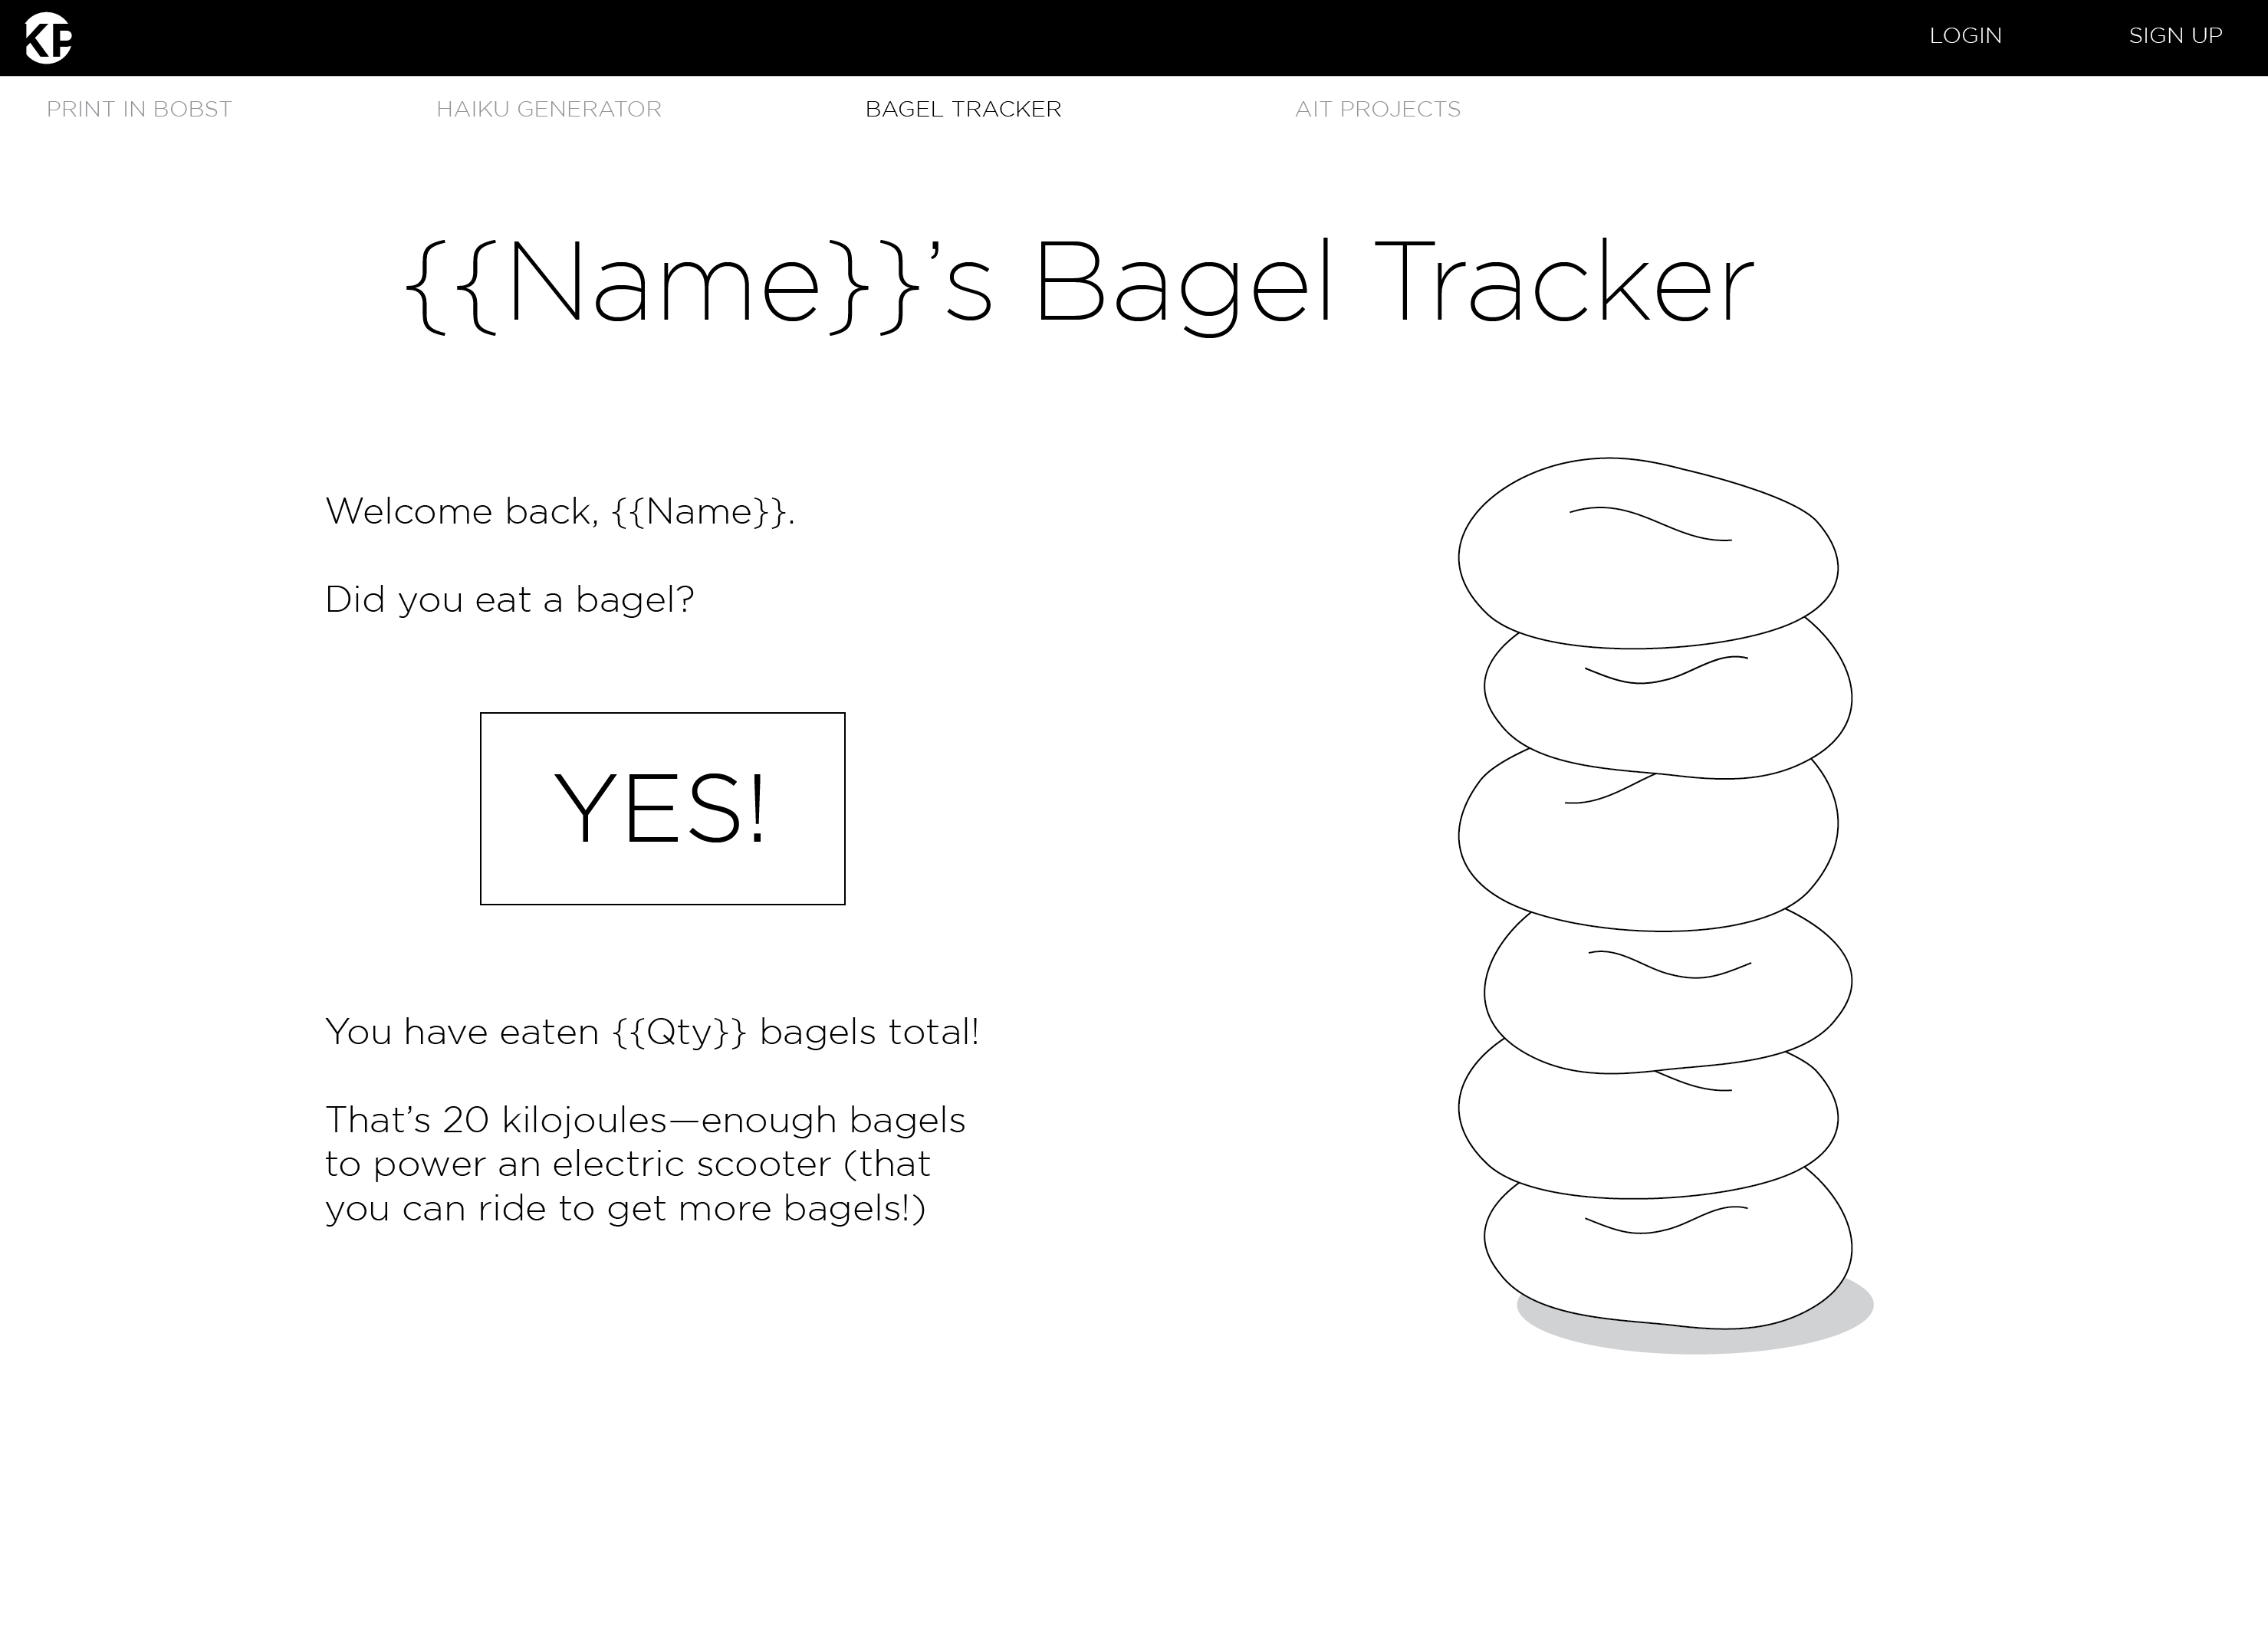 KP
LOGIN
SIGN UP
PRINT IN BOBST
HAIKU GENERATOR
BAGEL TRACKER
AIT PROJECTS
{{Name}}’s Bagel Tracker
Welcome back, {{Name}}.
Did you eat a bagel?
YES!
You have eaten {{Qty}} bagels total!
That’s 20 kilojoules—enough bagels
to power an electric scooter (that
you can ride to get more bagels!)